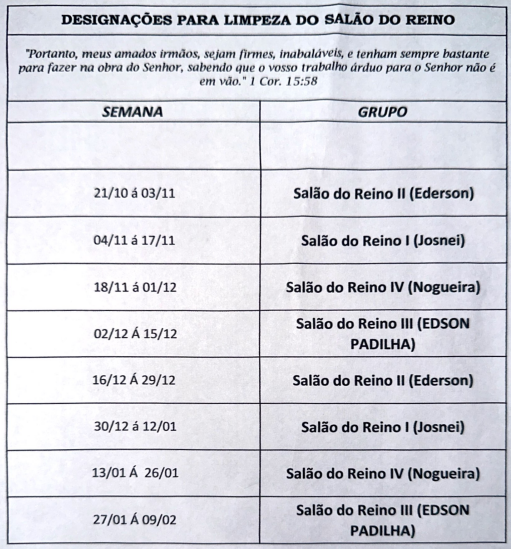 DESIGNAÇÕES PARA LIMPEZA DO SALÃO DO REINO
"Portanto, meus amados irmãos, sejam firmes, inabaláveis, e tenham sempre bastante
para fazer na obra do Senhor, sabendo que o vosso trabalho árduo para o Senhor não é
em vão." 1 Cor. 15:58
SEMANA GRUPO
21/10 á 03/11 Salão do Reino II (Ederson)
04/11 á 17/11 Salão do Reino I (Josnei)
18/11 á 01/12 Salão do Reino IV (Nogueira)
02/12 Á 15/12 Salão do Reino III (EDSON
PADILHA)
16/12 Á 29/12 Salão do Reino II (Ederson)
30/12 á 12/01 Salão do Reino I (Josnei)
13/01 Á 26/01 Salão do Reino IV (Nogueira)
27/01 Á 09/02 Salão do Reino III (EDSON
PADILHA)